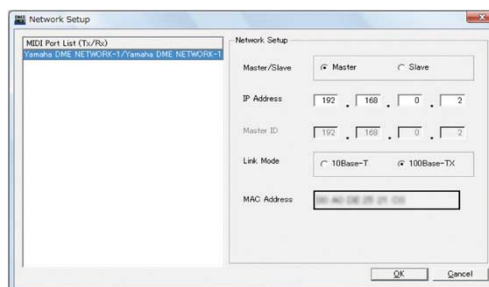 Network Setup
MIDI Port List (Tx/Rx)
Yamaha DME NETWORK-1/Yamaha DME NETWORK-1
Network Setup
Master/Slave
Master
Slave
IP Address
192 . 168 . 0 . 2
Master ID
192 . 168 . 0 . 2
Link Mode
10Base-T
100Base-TX
MAC Address
OK
Cancel